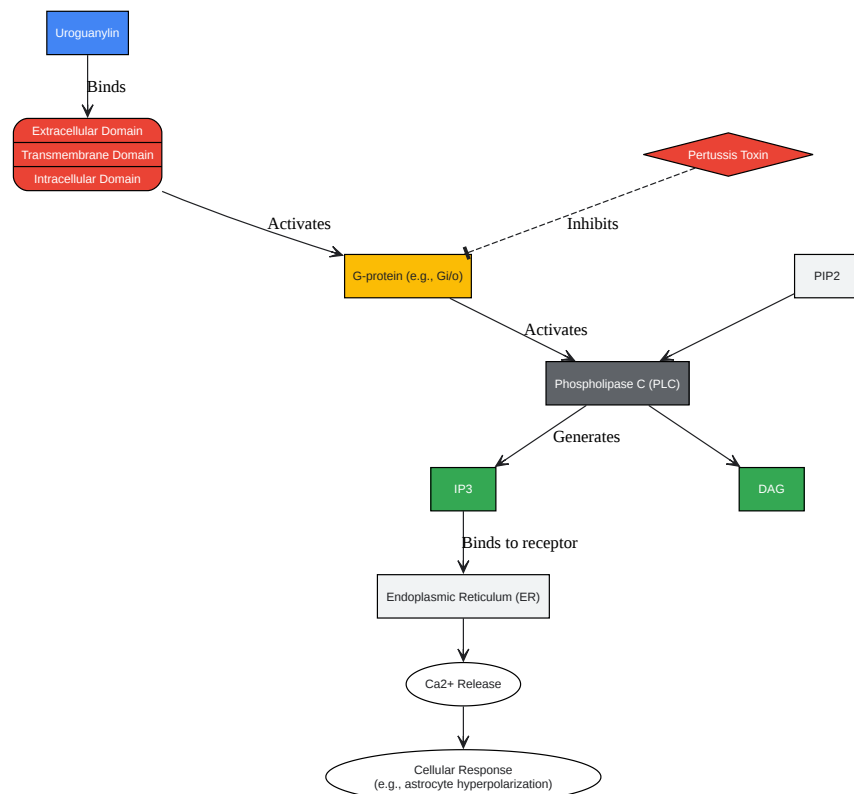 Uroguanylin
Binds
Extracellular Domain
Transmembrane Domain
Intracellular Domain
Pertussis Toxin
Activates
Inhibits
G-protein (e.g., Gi/o)
PIP2
Activates
Phospholipase C (PLC)
Generates
IP3
DAG
Binds to receptor
Endoplasmic Reticulum (ER)
Ca2+ Release
Cellular Response
(e.g., astrocyte hyperpolarization)